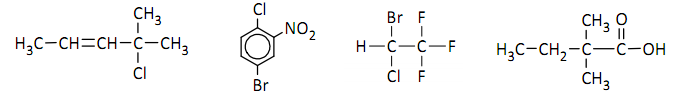 CH₃
H₃C–CH=CH–C–CH₃
Cl
Cl
NO₂
Br
Br F
H–C–C–F
Cl F
CH₃ O
H₃C–CH₂–C–OH
CH₃